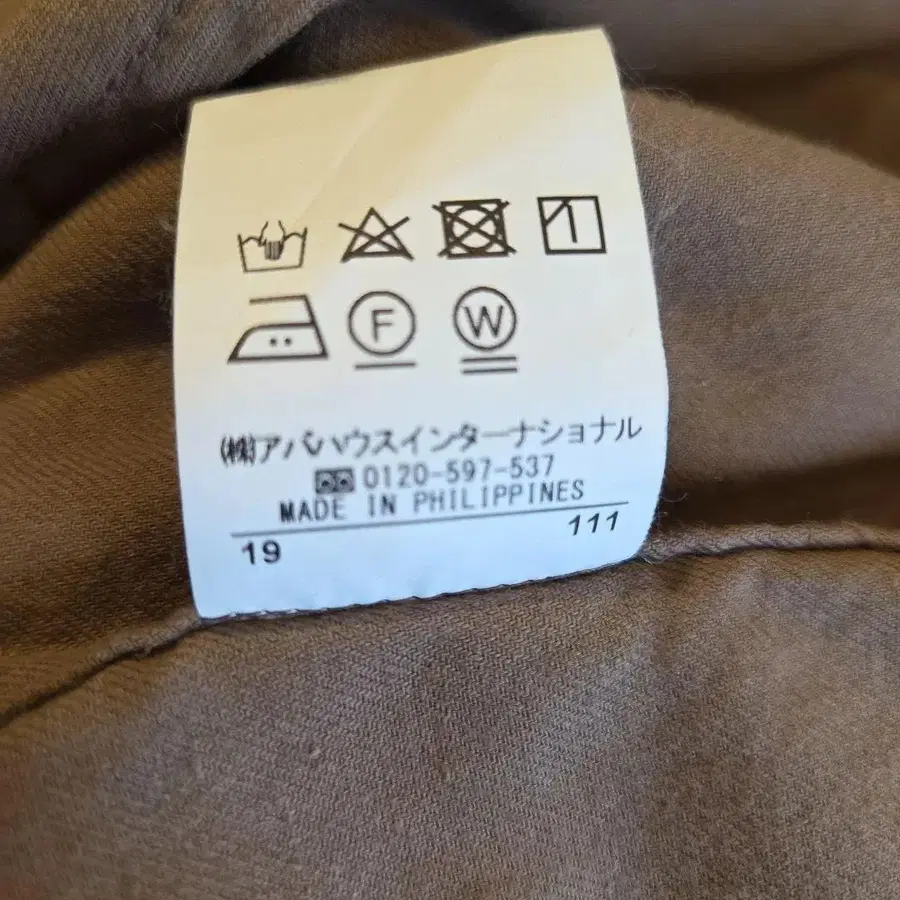 F W
(株)アバハウスインターナショナル
0120-597-537
MADE IN PHILIPPINES
19 111